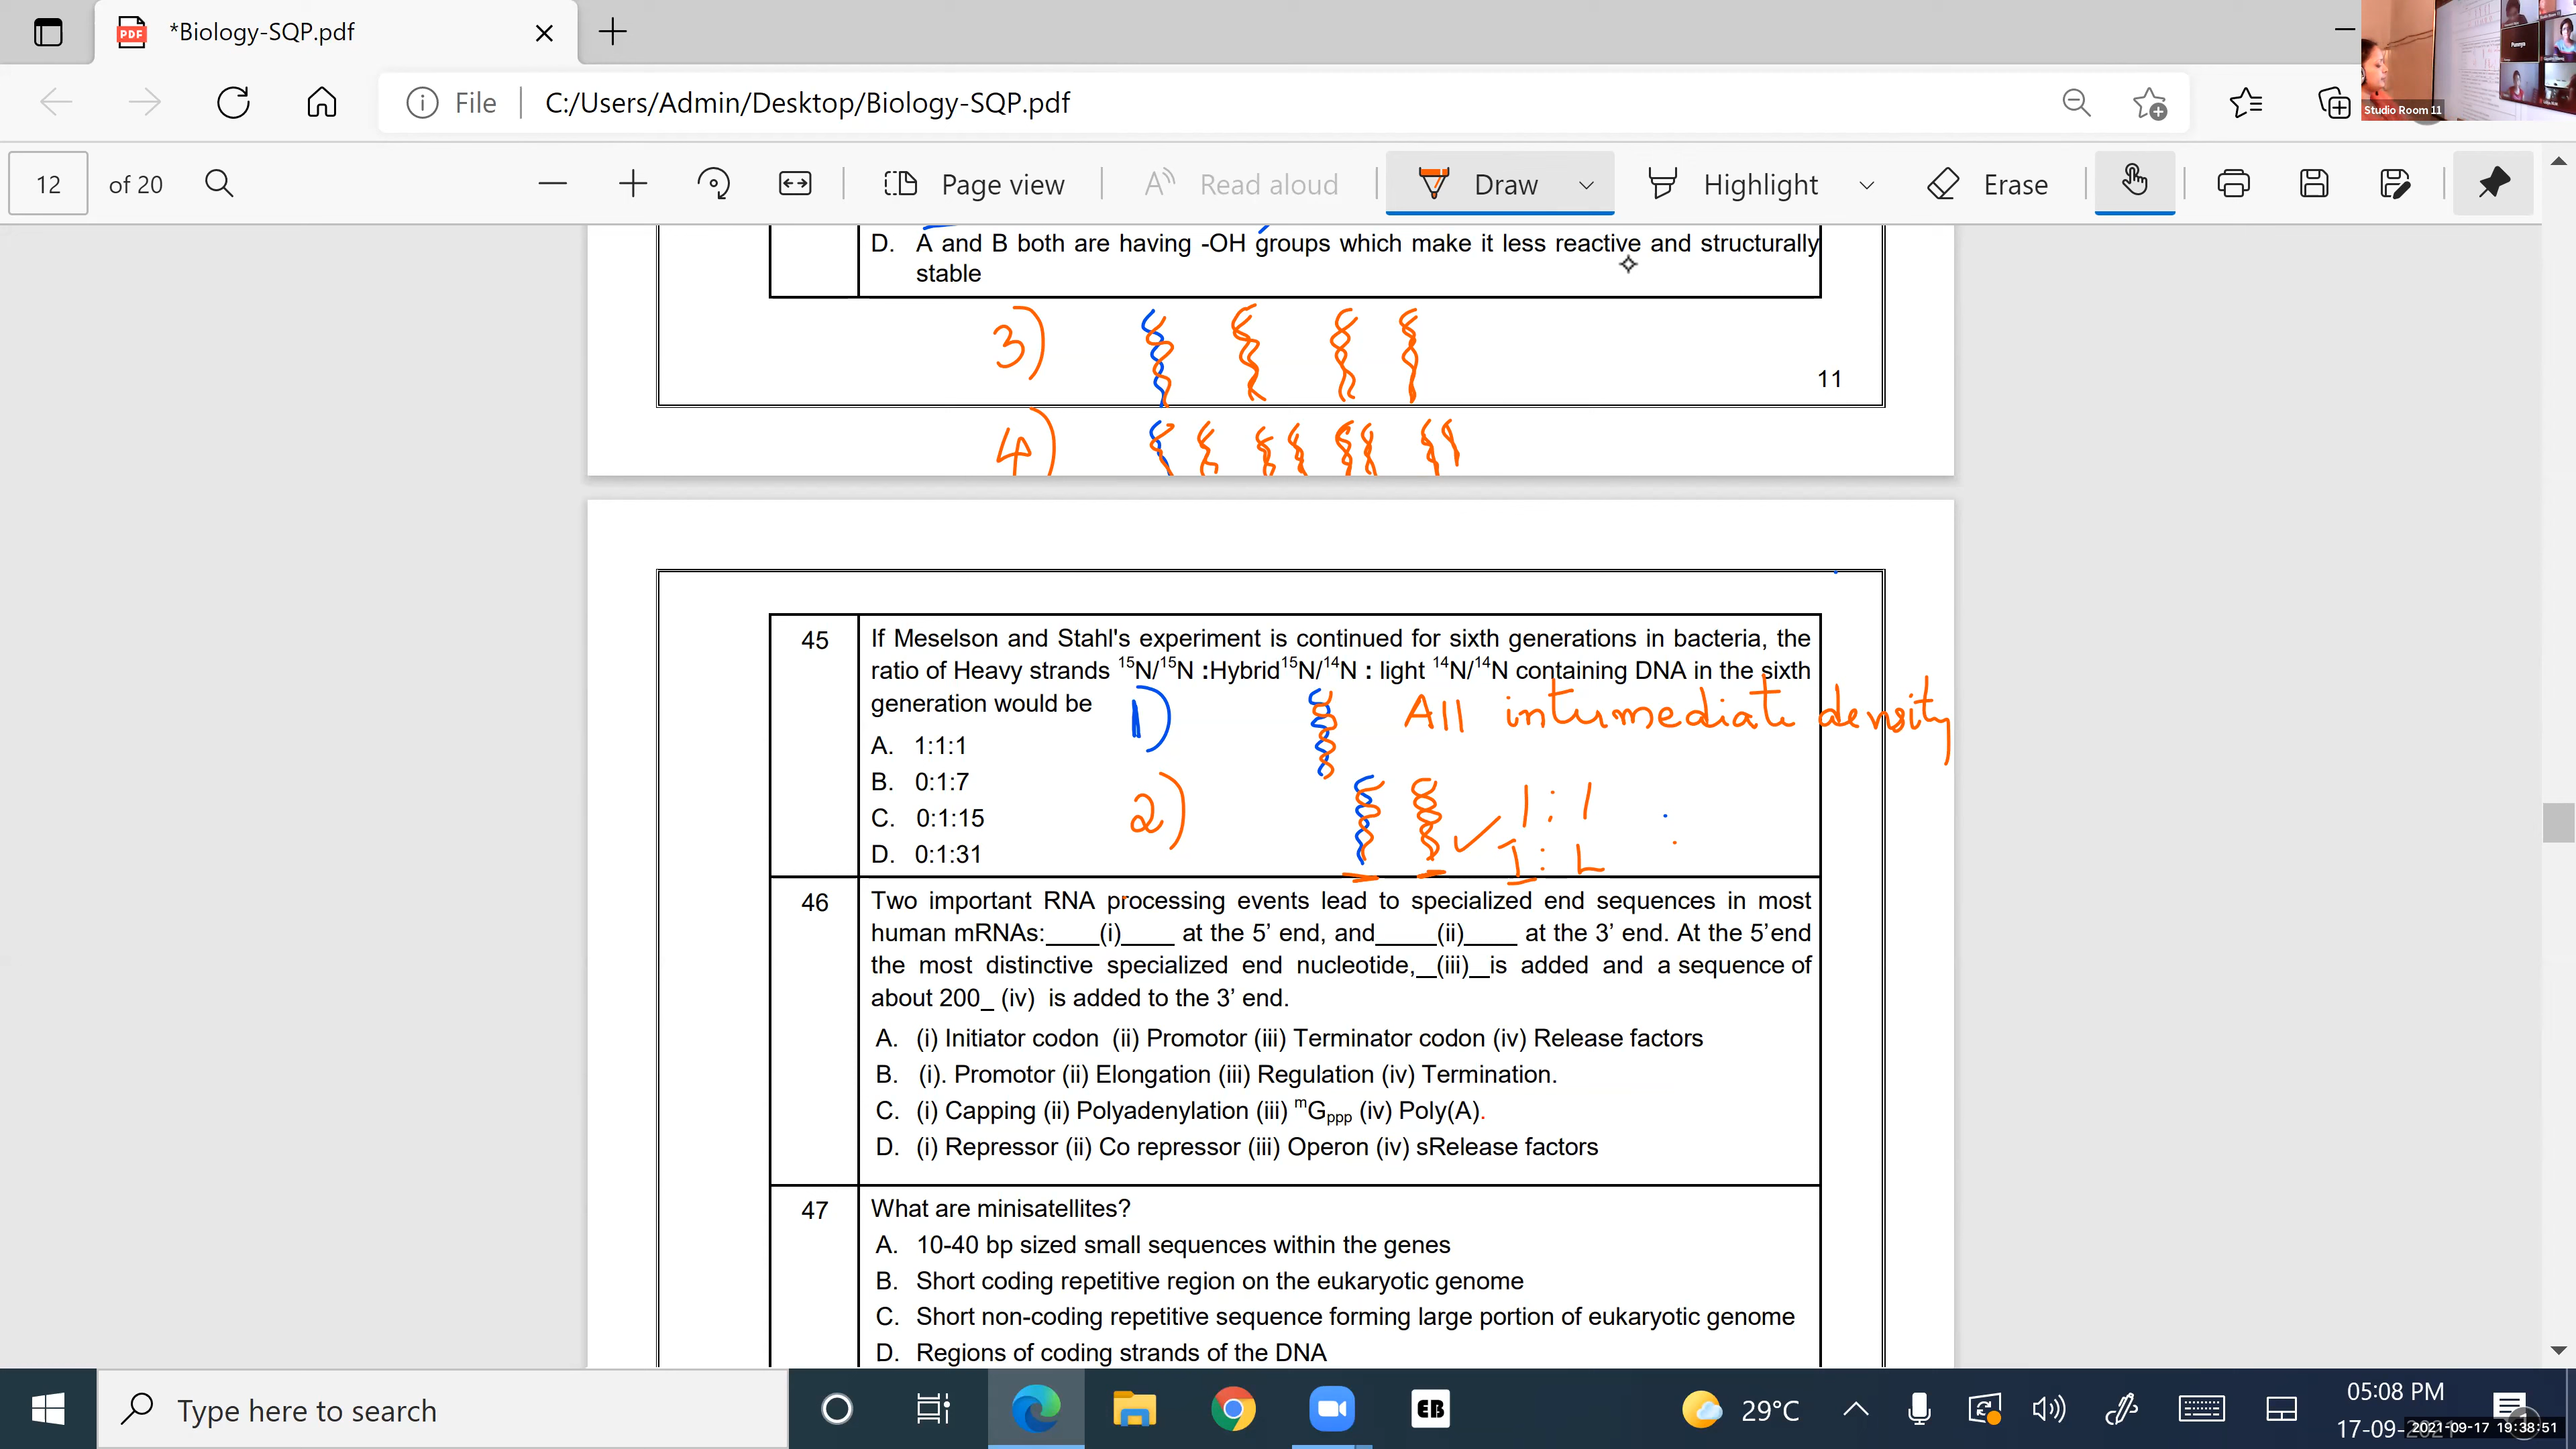 *Biology-SQP.pdf
File
C:/Users/Admin/Desktop/Biology-SQP.pdf
Studio Room 11
12 of 20
Page view
Read aloud
Draw
Highlight
Erase
D. A and B both are having -OH groups which make it less reactive and structurally
stable
3)
11
4)
45
If Meselson and Stahl's experiment is continued for sixth generations in bacteria, the
ratio of Heavy strands ¹⁵N/¹⁵N :Hybrid¹⁵N/¹⁴N : light ¹⁴N/¹⁴N containing DNA in the sixth
generation would be
1)
All intermediate density
A. 1:1:1
B. 0:1:7
C. 0:1:15
D. 0:1:31
2)
1 : 1
I : L
46
Two important RNA processing events lead to specialized end sequences in most
human mRNAs:____(i)____ at the 5’ end, and____(ii)____ at the 3’ end. At the 5’end
the most distinctive specialized end nucleotide,_(iii)_is added and a sequence of
about 200_ (iv) is added to the 3’ end.
A. (i) Initiator codon (ii) Promotor (iii) Terminator codon (iv) Release factors
B. (i). Promotor (ii) Elongation (iii) Regulation (iv) Termination.
C. (i) Capping (ii) Polyadenylation (iii) ᵐGₚₚₚ (iv) Poly(A).
D. (i) Repressor (ii) Co repressor (iii) Operon (iv) sRelease factors
47
What are minisatellites?
A. 10-40 bp sized small sequences within the genes
B. Short coding repetitive region on the eukaryotic genome
C. Short non-coding repetitive sequence forming large portion of eukaryotic genome
D. Regions of coding strands of the DNA
Type here to search
29°C
05:08 PM
17-09-
2021-09-17 19:38:51